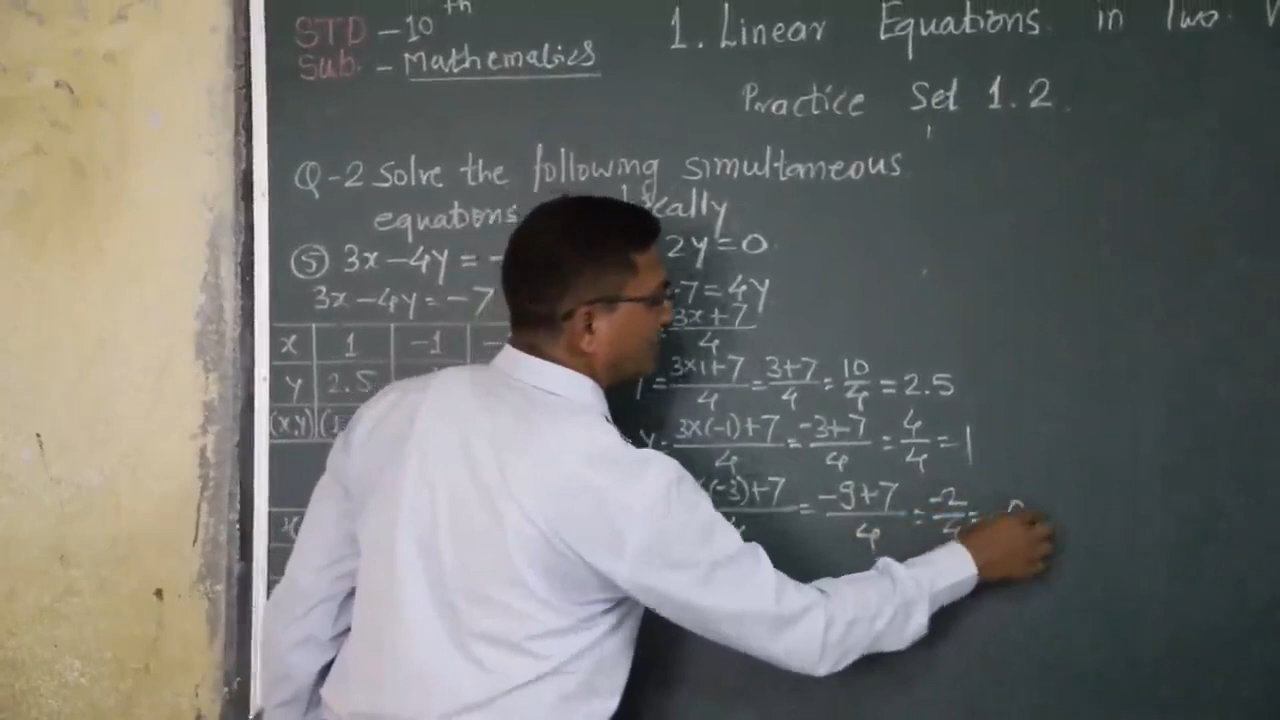 STD - 10th
Sub. - Mathematics
1. Linear Equations in Two
Practice Set 1.2
Q-2 Solve the following simultaneous
equations
⑤ 3x - 4y = - 2y = 0
3x - 4y = -7 7 = 4y
3x + 7 / 4
x 1 -1
y 2.5
(x,y)
= 3x1+7 / 4 = 3+7 / 4 = 10/4 = 2.5
y = 3x(-1)+7 / 4 = -3+7 / 4 = 4/4 = 1
(-3)+7 / 4 = -9+7 / 4 = -2/4 =